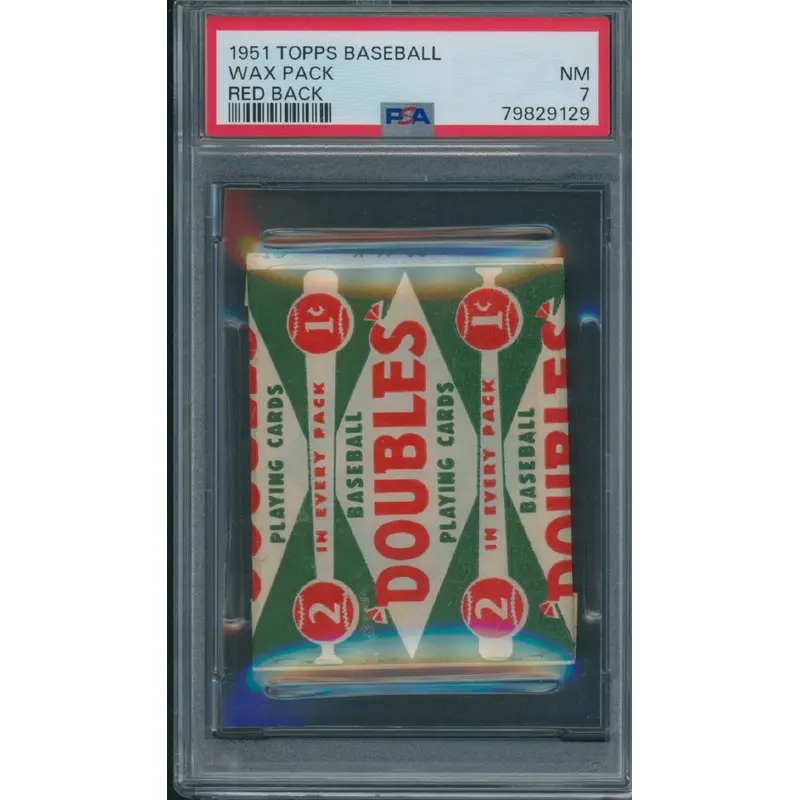 1951 TOPPS BASEBALL
WAX PACK
NM
RED BACK
7
PSA
79829129
1¢
1¢
PLAYING CARDS
IN EVERY PACK
BASEBALL
DOUBLES
PLAYING CARDS
IN EVERY PACK
BASEBALL
DOUBLES
2
2